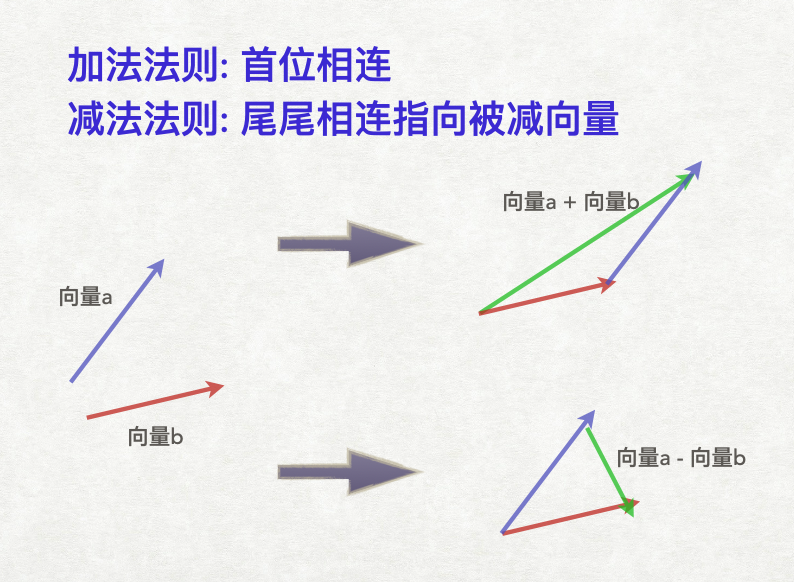 加法法则: 首位相连
减法法则: 尾尾相连指向被减向量
向量a + 向量b
向量a
向量b
向量a - 向量b